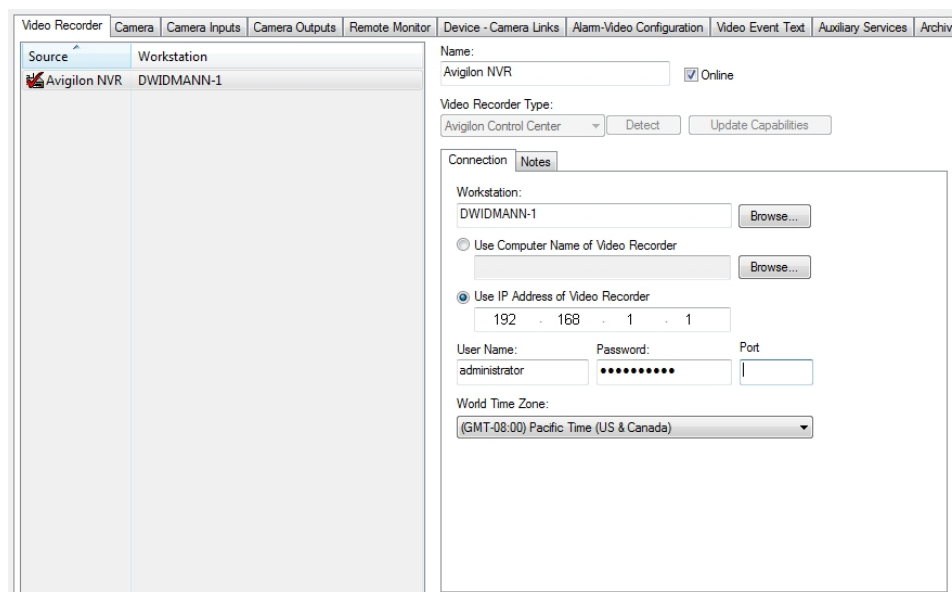 Video Recorder Camera Camera Inputs Camera Outputs Remote Monitor Device - Camera Links Alarm-Video Configuration Video Event Text Auxiliary Services Archiv
Source Workstation
Avigilon NVR DWIDMANN-1
Name:
Avigilon NVR
Online
Video Recorder Type:
Avigilon Control Center Detect Update Capabilities
Connection Notes
Workstation:
DWIDMANN-1 Browse...
Use Computer Name of Video Recorder
Browse...
Use IP Address of Video Recorder
192 . 168 . 1 . 1
User Name: Password: Port
administrator ••••••••••
World Time Zone:
(GMT-08:00) Pacific Time (US & Canada)